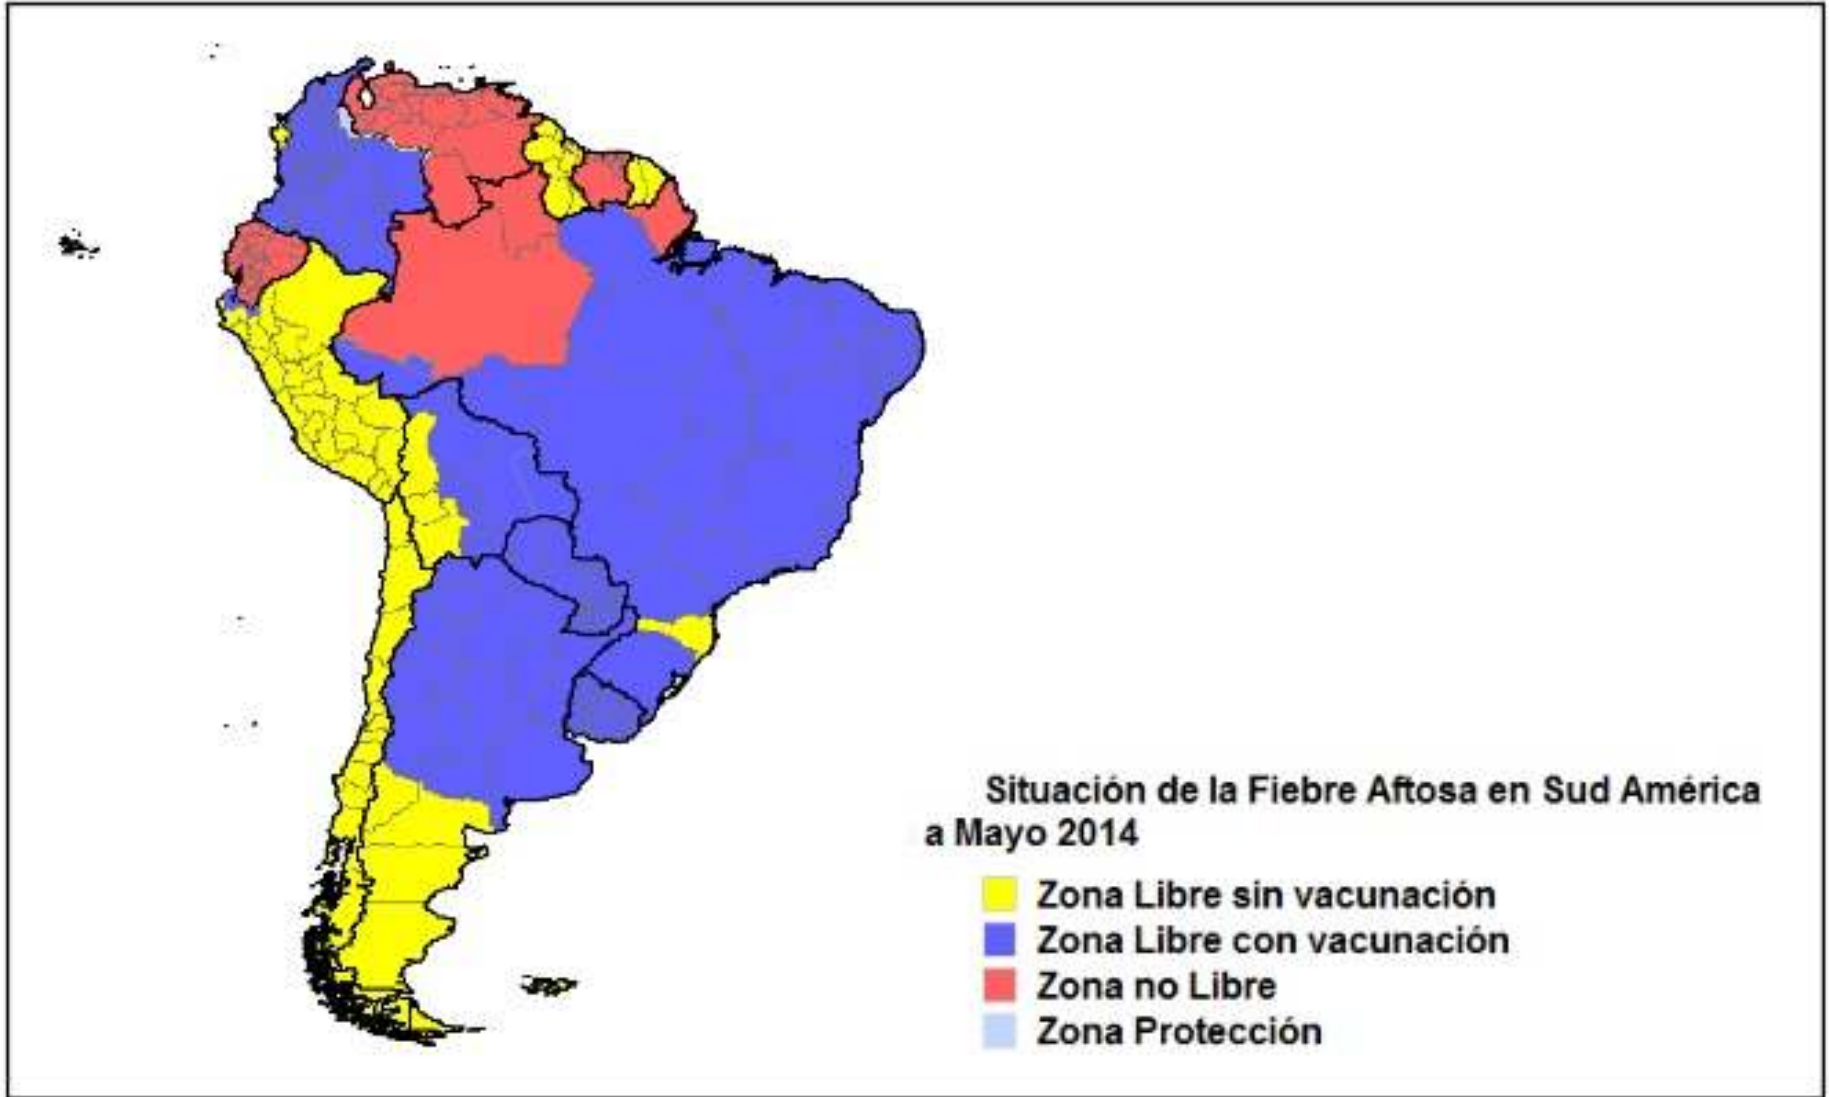 Situación de la Fiebre Aftosa en Sud América
a Mayo 2014
Zona Libre sin vacunación
Zona Libre con vacunación
Zona no Libre
Zona Protección